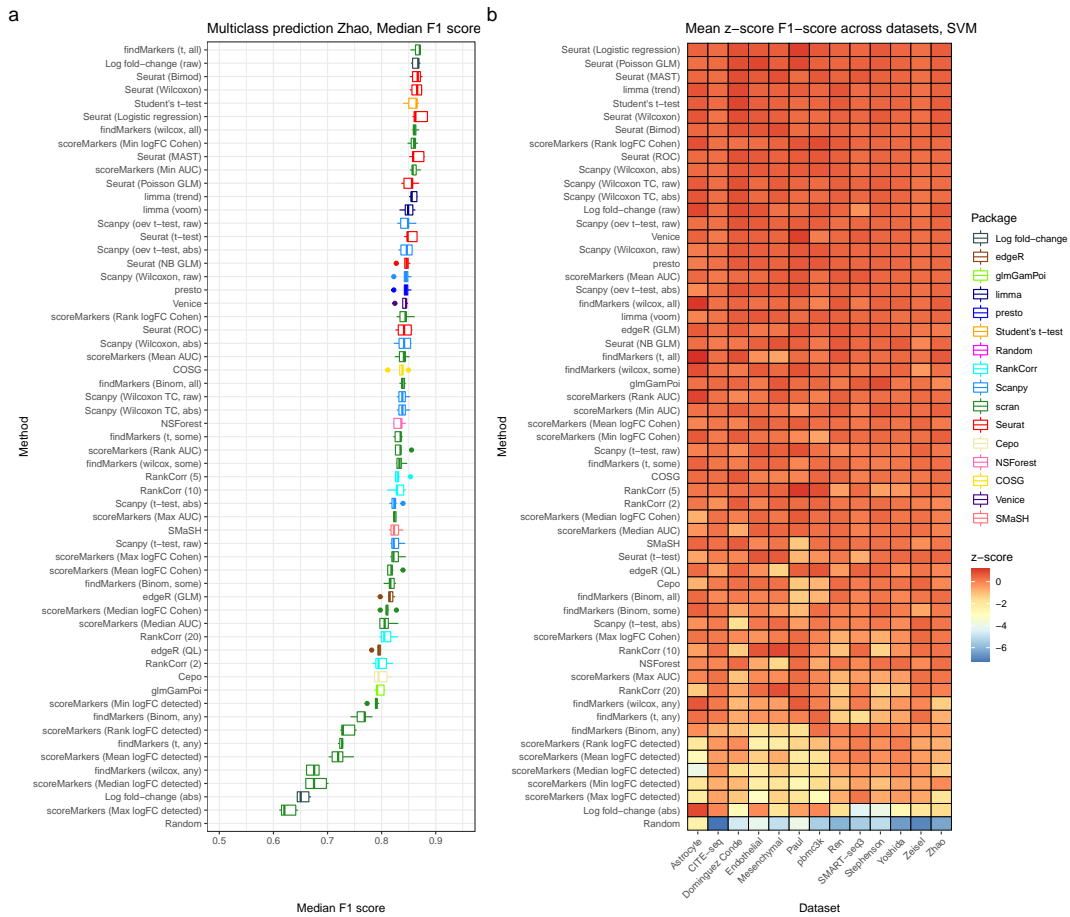 a
Multiclass prediction Zhao, Median F1 score
findMarkers (t, all)
Log fold−change (raw)
Seurat (Bimod)
Seurat (Wilcoxon)
Student's t−test
Seurat (Logistic regression)
findMarkers (wilcox, all)
scoreMarkers (Min logFC Cohen)
Seurat (MAST)
scoreMarkers (Min AUC)
Seurat (Poisson GLM)
limma (trend)
limma (voom)
Scanpy (oev t−test, raw)
Seurat (t−test)
Scanpy (oev t−test, abs)
Seurat (NB GLM)
Scanpy (Wilcoxon, raw)
presto
Venice
scoreMarkers (Rank logFC Cohen)
Seurat (ROC)
Scanpy (Wilcoxon, abs)
scoreMarkers (Mean AUC)
COSG
findMarkers (Binom, all)
Scanpy (Wilcoxon TC, raw)
Scanpy (Wilcoxon TC, abs)
NSForest
findMarkers (t, some)
scoreMarkers (Rank AUC)
findMarkers (wilcox, some)
RankCorr (5)
RankCorr (10)
Scanpy (t−test, abs)
scoreMarkers (Max AUC)
SMaSH
Scanpy (t−test, raw)
scoreMarkers (Max logFC Cohen)
scoreMarkers (Mean logFC Cohen)
findMarkers (Binom, some)
edgeR (GLM)
scoreMarkers (Median logFC Cohen)
scoreMarkers (Median AUC)
RankCorr (20)
edgeR (QL)
RankCorr (2)
Cepo
glmGamPoi
scoreMarkers (Min logFC detected)
findMarkers (Binom, any)
scoreMarkers (Rank logFC detected)
findMarkers (t, any)
scoreMarkers (Mean logFC detected)
findMarkers (wilcox, any)
scoreMarkers (Median logFC detected)
Log fold−change (abs)
scoreMarkers (Max logFC detected)
Random
Method
0.5 0.6 0.7 0.8 0.9
Median F1 score
b
Mean z−score F1−score across datasets, SVM
Seurat (Logistic regression)
Seurat (Poisson GLM)
Seurat (MAST)
limma (trend)
Student's t−test
Seurat (Wilcoxon)
Seurat (Bimod)
scoreMarkers (Rank logFC Cohen)
Seurat (ROC)
Scanpy (Wilcoxon, abs)
Scanpy (Wilcoxon TC, raw)
Scanpy (Wilcoxon TC, abs)
Log fold−change (raw)
Scanpy (oev t−test, raw)
Venice
Scanpy (Wilcoxon, raw)
presto
scoreMarkers (Mean AUC)
Scanpy (oev t−test, abs)
findMarkers (wilcox, all)
limma (voom)
edgeR (GLM)
Seurat (NB GLM)
findMarkers (t, all)
findMarkers (wilcox, some)
glmGamPoi
scoreMarkers (Rank AUC)
scoreMarkers (Min AUC)
scoreMarkers (Mean logFC Cohen)
scoreMarkers (Min logFC Cohen)
Scanpy (t−test, raw)
findMarkers (t, some)
COSG
RankCorr (5)
RankCorr (2)
scoreMarkers (Median logFC Cohen)
scoreMarkers (Median AUC)
SMaSH
Seurat (t−test)
edgeR (QL)
Cepo
findMarkers (Binom, all)
findMarkers (Binom, some)
Scanpy (t−test, abs)
scoreMarkers (Max logFC Cohen)
RankCorr (10)
NSForest
scoreMarkers (Max AUC)
RankCorr (20)
findMarkers (wilcox, any)
findMarkers (t, any)
findMarkers (Binom, any)
scoreMarkers (Rank logFC detected)
scoreMarkers (Mean logFC detected)
scoreMarkers (Median logFC detected)
scoreMarkers (Min logFC detected)
scoreMarkers (Max logFC detected)
Log fold−change (abs)
Random
Method
Astrocyte
CITE−seq
Dominguez Conde
Endothelial
Mesenchymal
Paul
pbmc3k
Ren
SMART−seq3
Stephenson
Yoshida
Zeisel
Zhao
Dataset
Package
Log fold−change
edgeR
glmGamPoi
limma
presto
Student's t−test
Random
RankCorr
Scanpy
scran
Seurat
Cepo
NSForest
COSG
Venice
SMaSH
z−score
0
−2
−4
−6